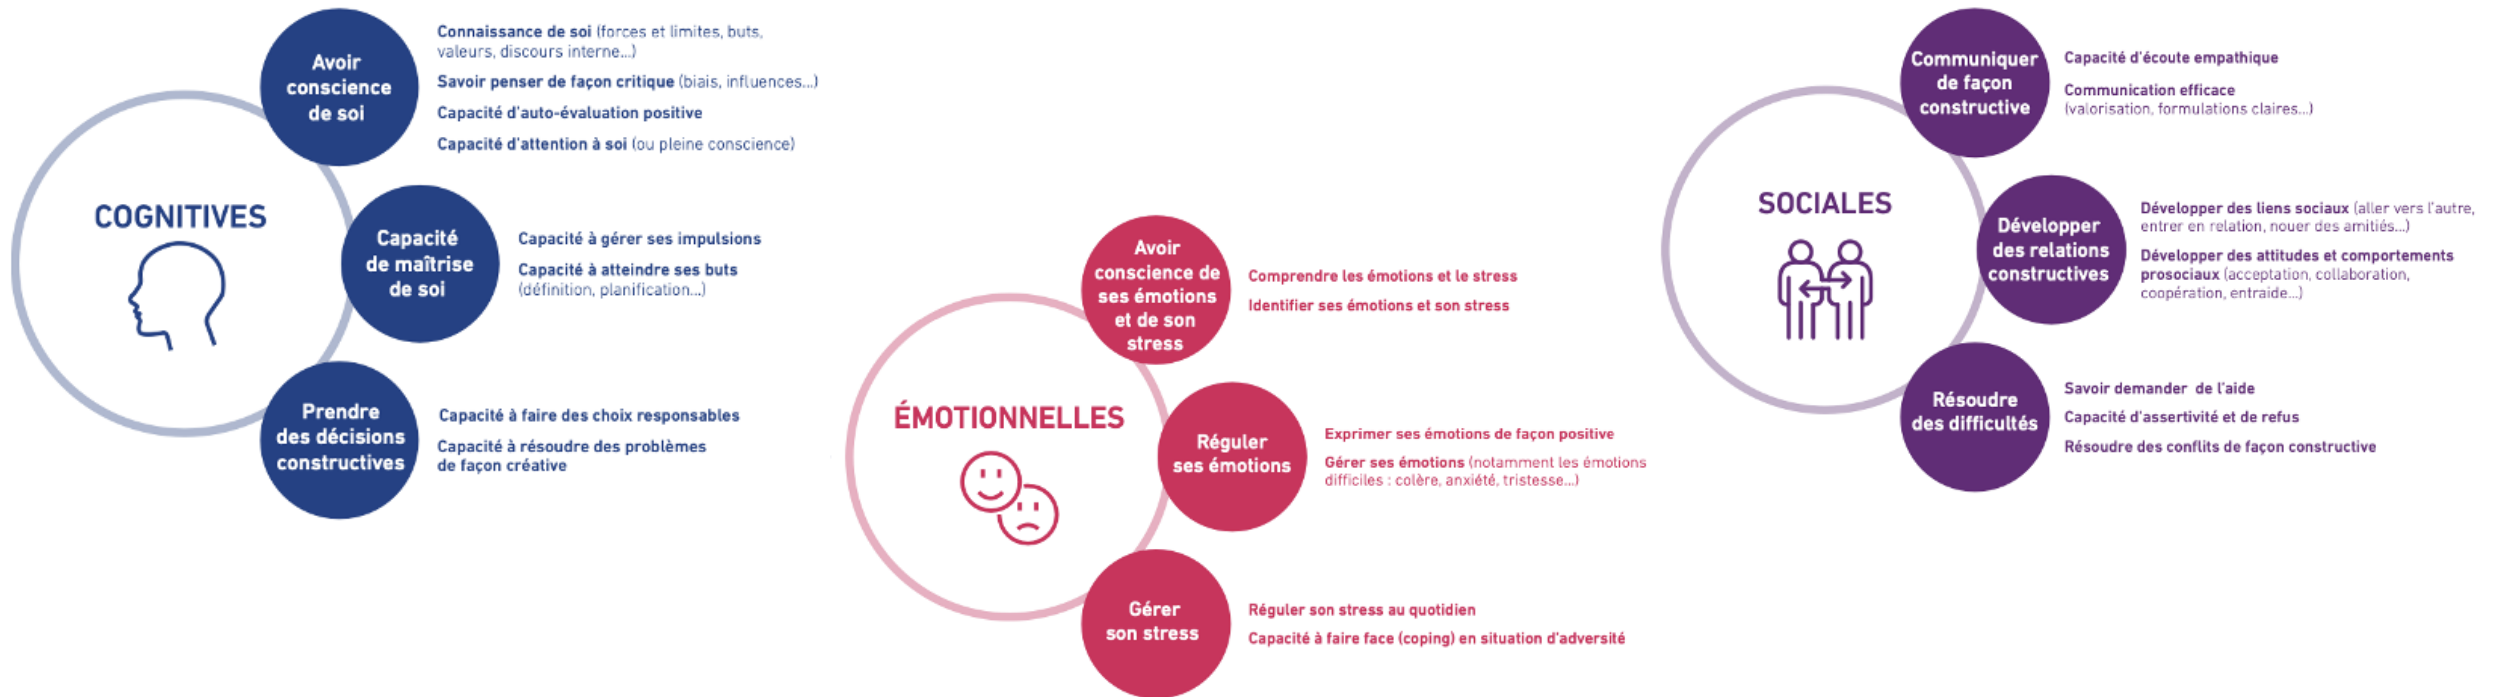 COGNITIVES
Avoir
conscience
de soi
Connaissance de soi (forces et limites, buts,
valeurs, discours interne...)
Savoir penser de façon critique (biais, influences...)
Capacité d'auto-évaluation positive
Capacité d'attention à soi (ou pleine conscience)
Capacité
de maîtrise
de soi
Capacité à gérer ses impulsions
Capacité à atteindre ses buts
(définition, planification...)
Prendre
des décisions
constructives
Capacité à faire des choix responsables
Capacité à résoudre des problèmes
de façon créative
ÉMOTIONNELLES
Avoir
conscience de
ses émotions
et de son
stress
Comprendre les émotions et le stress
Identifier ses émotions et son stress
Réguler
ses émotions
Exprimer ses émotions de façon positive
Gérer ses émotions (notamment les émotions
difficiles : colère, anxiété, tristesse...)
Gérer
son stress
Réguler son stress au quotidien
Capacité à faire face (coping) en situation d'adversité
SOCIALES
Communiquer
de façon
constructive
Capacité d'écoute empathique
Communication efficace
(valorisation, formulations claires...)
Développer
des relations
constructives
Développer des liens sociaux (aller vers l'autre,
entrer en relation, nouer des amitiés...)
Développer des attitudes et comportements
prosociaux (acceptation, collaboration,
coopération, entraide...)
Résoudre
des difficultés
Savoir demander de l'aide
Capacité d'assertivité et de refus
Résoudre des conflits de façon constructive